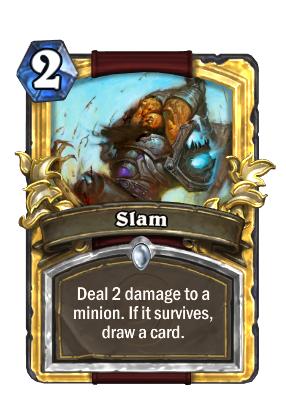 2
Slam
Deal 2 damage to a
minion. If it survives,
draw a card.